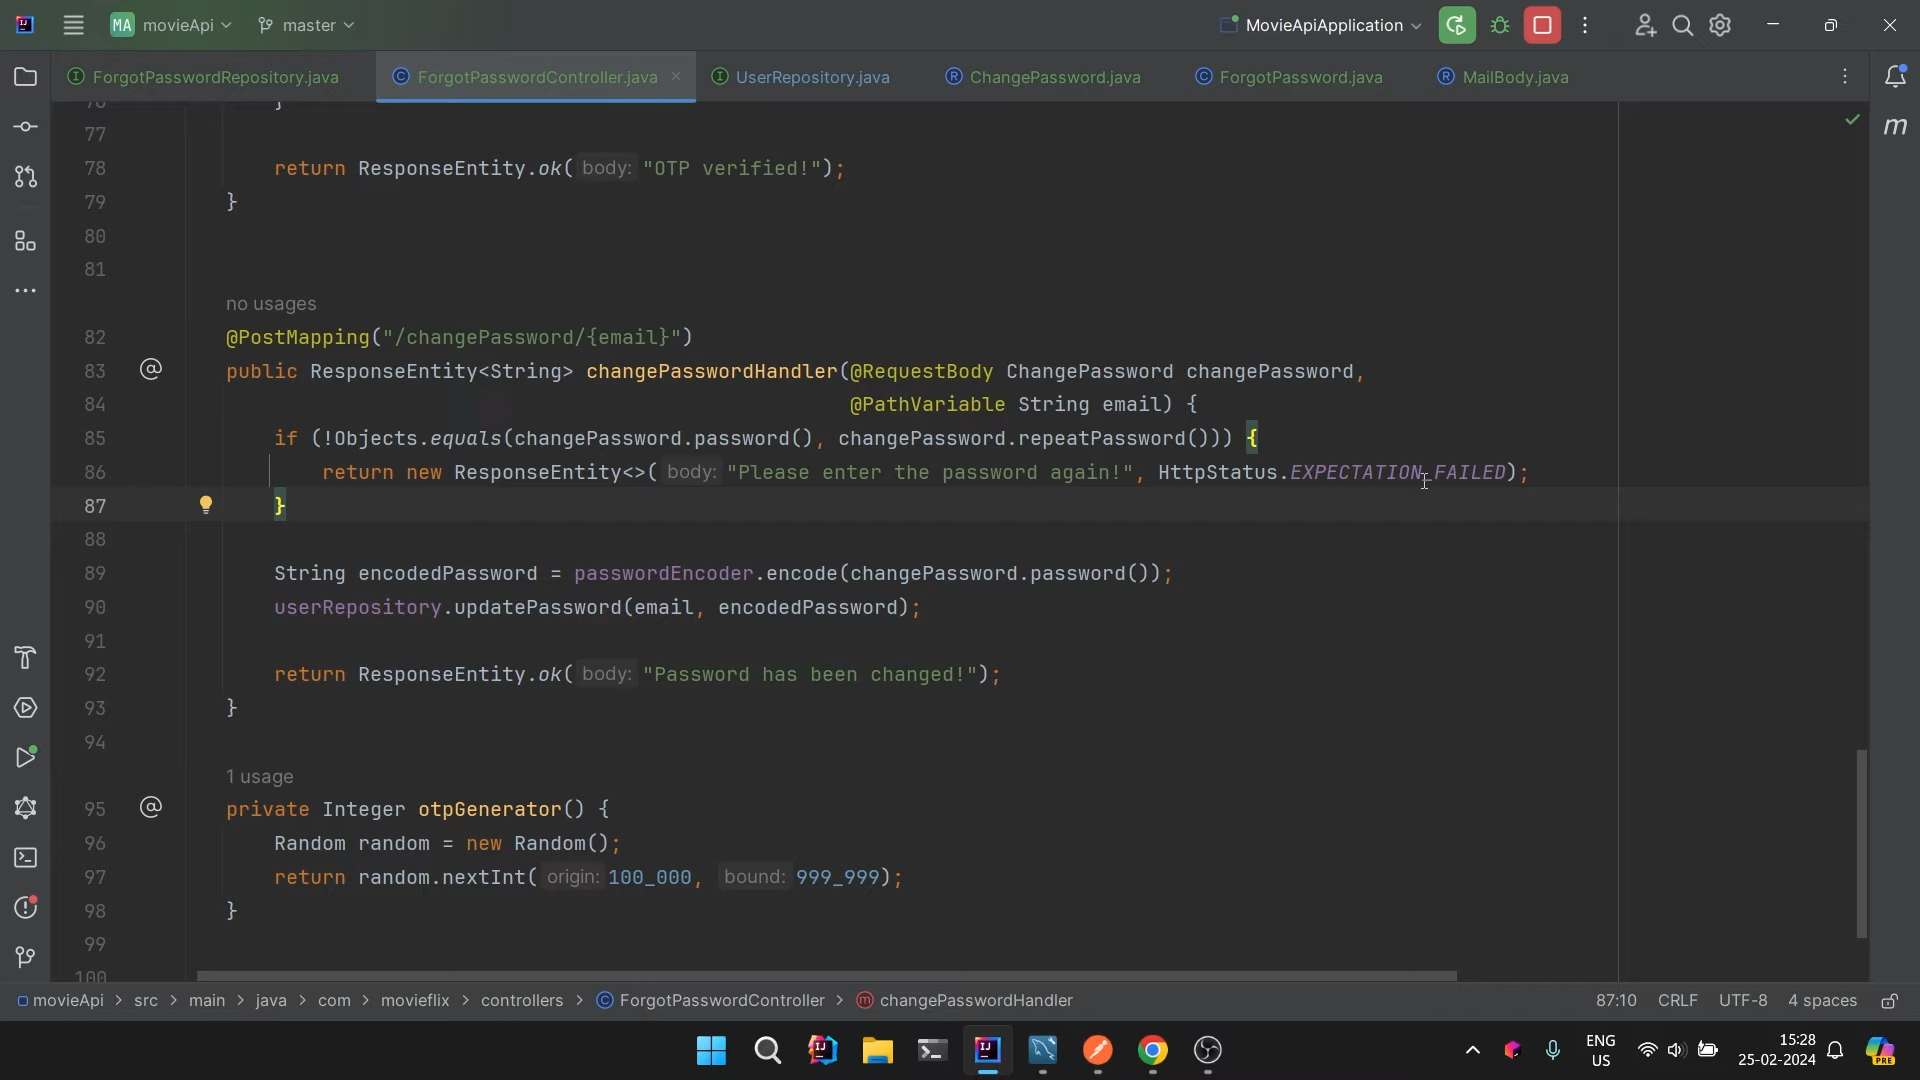 MA movieApi
master
MovieApiApplication
ForgotPasswordRepository.java
ForgotPasswordController.java
UserRepository.java
ChangePassword.java
ForgotPassword.java
MailBody.java
76 }
77
78 return ResponseEntity.ok( body: "OTP verified!");
79 }
80
81
no usages
82 @PostMapping("/changePassword/{email}")
83 public ResponseEntity<String> changePasswordHandler(@RequestBody ChangePassword changePassword,
84 @PathVariable String email) {
85 if (!Objects.equals(changePassword.password(), changePassword.repeatPassword())) {
86 return new ResponseEntity<>( body: "Please enter the password again!", HttpStatus.EXPECTATION_FAILED);
87 }
88
89 String encodedPassword = passwordEncoder.encode(changePassword.password());
90 userRepository.updatePassword(email, encodedPassword);
91
92 return ResponseEntity.ok( body: "Password has been changed!");
93 }
94
1 usage
95 private Integer otpGenerator() {
96 Random random = new Random();
97 return random.nextInt( origin: 100_000, bound: 999_999);
98 }
99
100
movieApi > src > main > java > com > movieflix > controllers > ForgotPasswordController > changePasswordHandler
87:10 CRLF UTF-8 4 spaces
ENG
US
15:28
25-02-2024
PRE